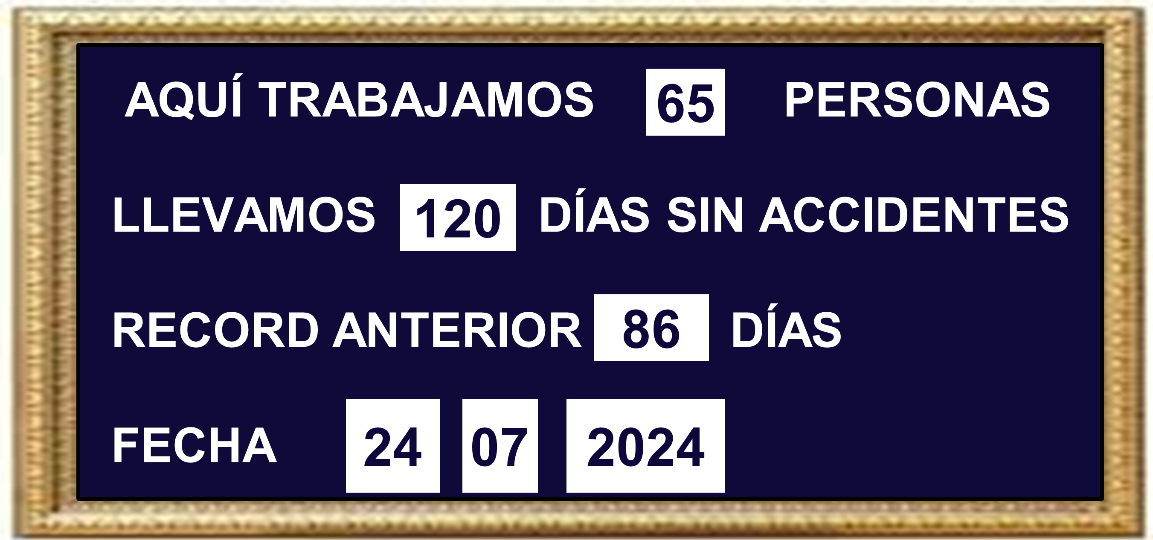 AQUÍ TRABAJAMOS 65 PERSONAS
LLEVAMOS 120 DÍAS SIN ACCIDENTES
RECORD ANTERIOR 86 DÍAS
FECHA 24 07 2024